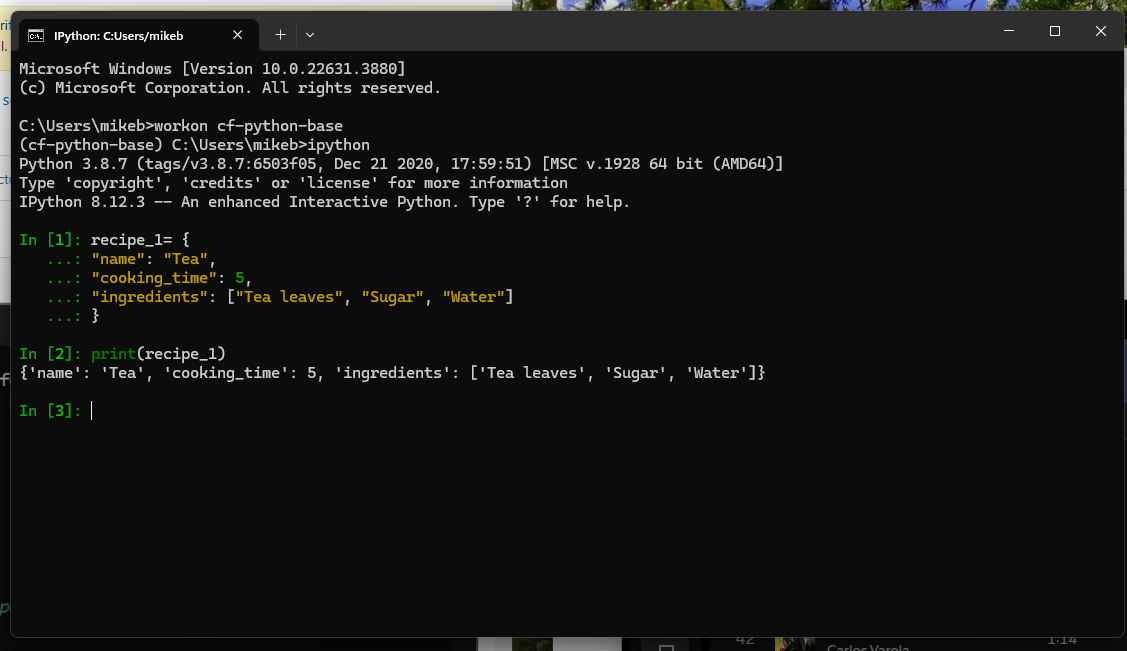 IPython: C:Users/mikeb
Microsoft Windows [Version 10.0.22631.3880]
(c) Microsoft Corporation. All rights reserved.
C:\Users\mikeb>workon cf-python-base
(cf-python-base) C:\Users\mikeb>ipython
Python 3.8.7 (tags/v3.8.7:6503f05, Dec 21 2020, 17:59:51) [MSC v.1928 64 bit (AMD64)]
Type 'copyright', 'credits' or 'license' for more information
IPython 8.12.3 -- An enhanced Interactive Python. Type '?' for help.
In [1]: recipe_1= {
...: "name": "Tea",
...: "cooking_time": 5,
...: "ingredients": ["Tea leaves", "Sugar", "Water"]
...: }
In [2]: print(recipe_1)
{'name': 'Tea', 'cooking_time': 5, 'ingredients': ['Tea leaves', 'Sugar', 'Water']}
In [3]:
42
Carlos Varela
1:14